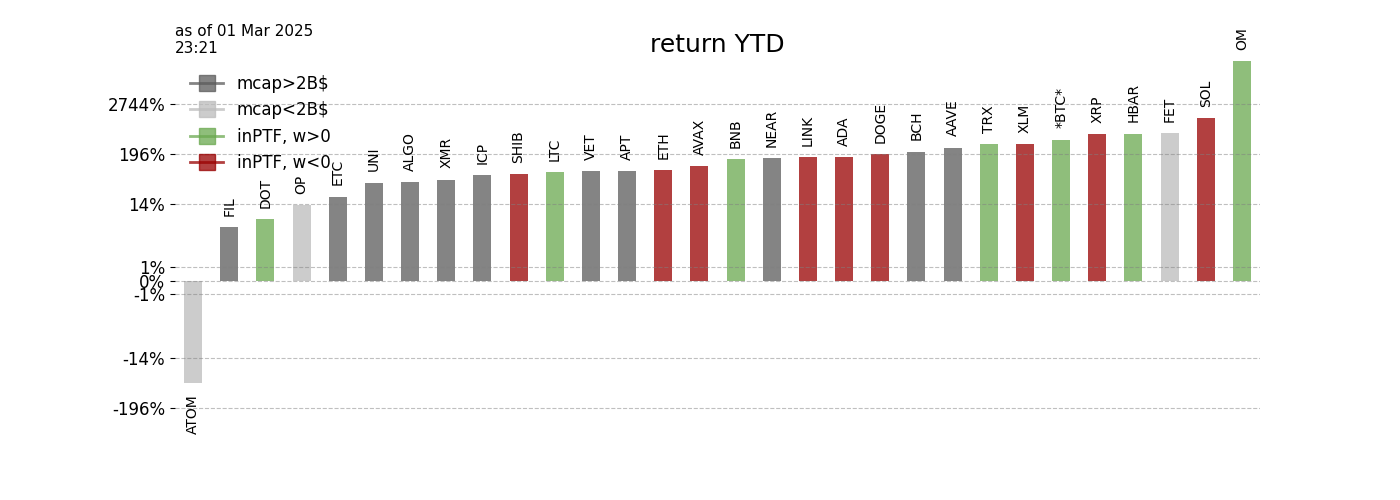 as of 01 Mar 2025
23:21
return YTD
mcap>2B$
mcap<2B$
inPTF, w>0
inPTF, w<0
2744%
196%
14%
1%
0%
-1%
-14%
-196%
ATOM
FIL
DOT
OP
ETC
UNI
ALGO
XMR
ICP
SHIB
LTC
VET
APT
ETH
AVAX
BNB
NEAR
LINK
ADA
DOGE
BCH
AAVE
TRX
XLM
*BTC*
XRP
HBAR
FET
SOL
OM